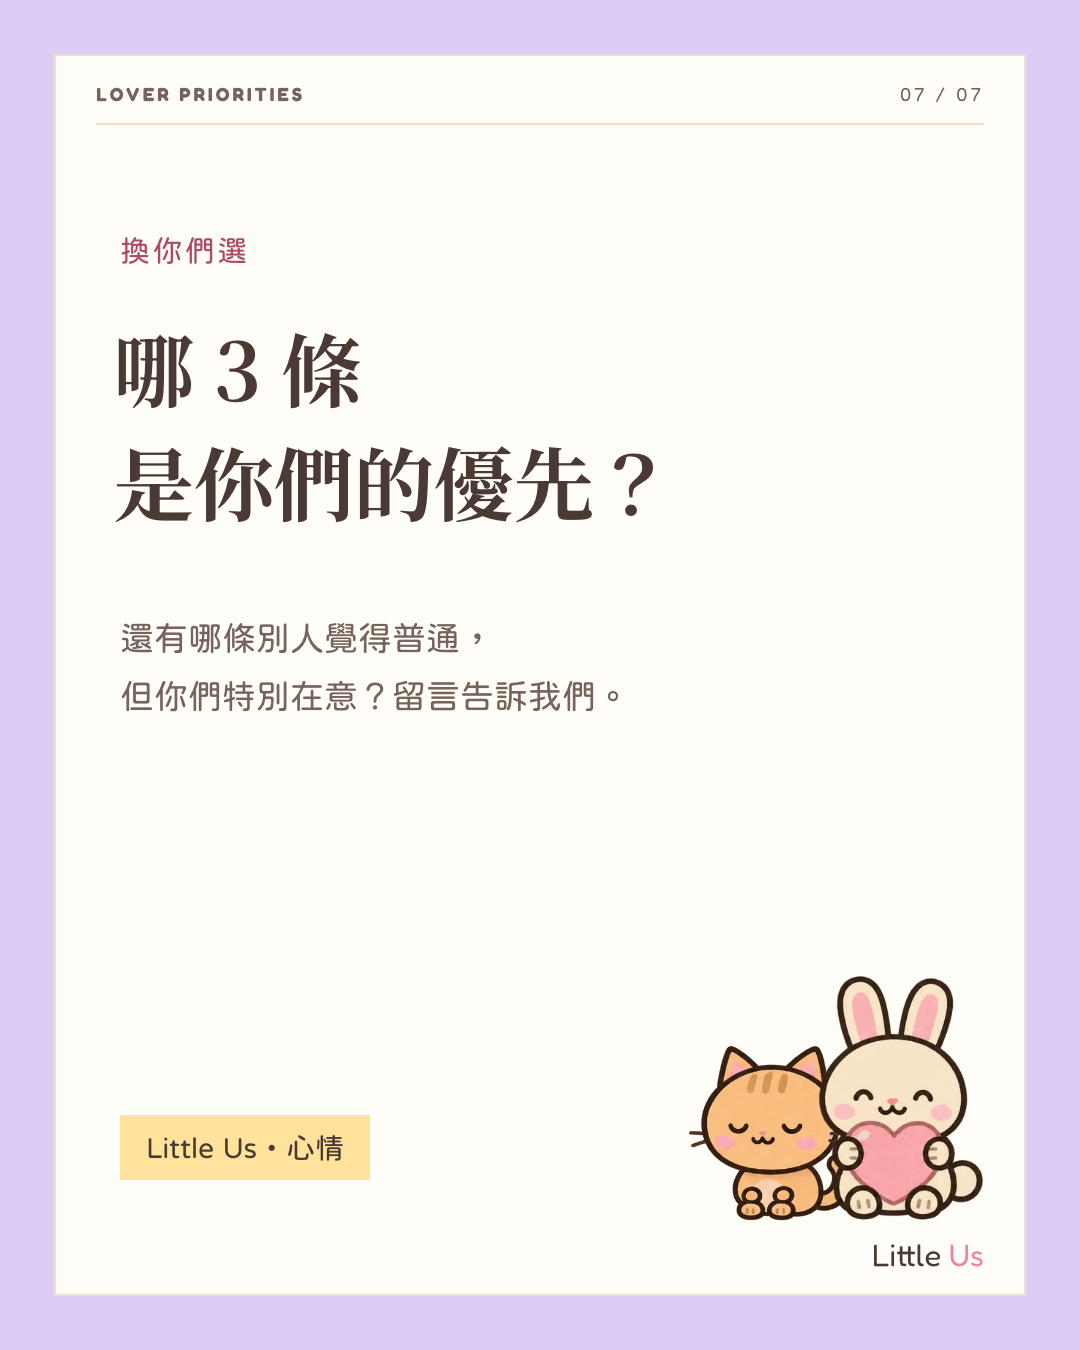 LOVER PRIORITIES
07 / 07
換你們選
哪 3 條
是你們的優先？
還有哪條別人覺得普通，
但你們特別在意？留言告訴我們。
Little Us・心情
Little Us